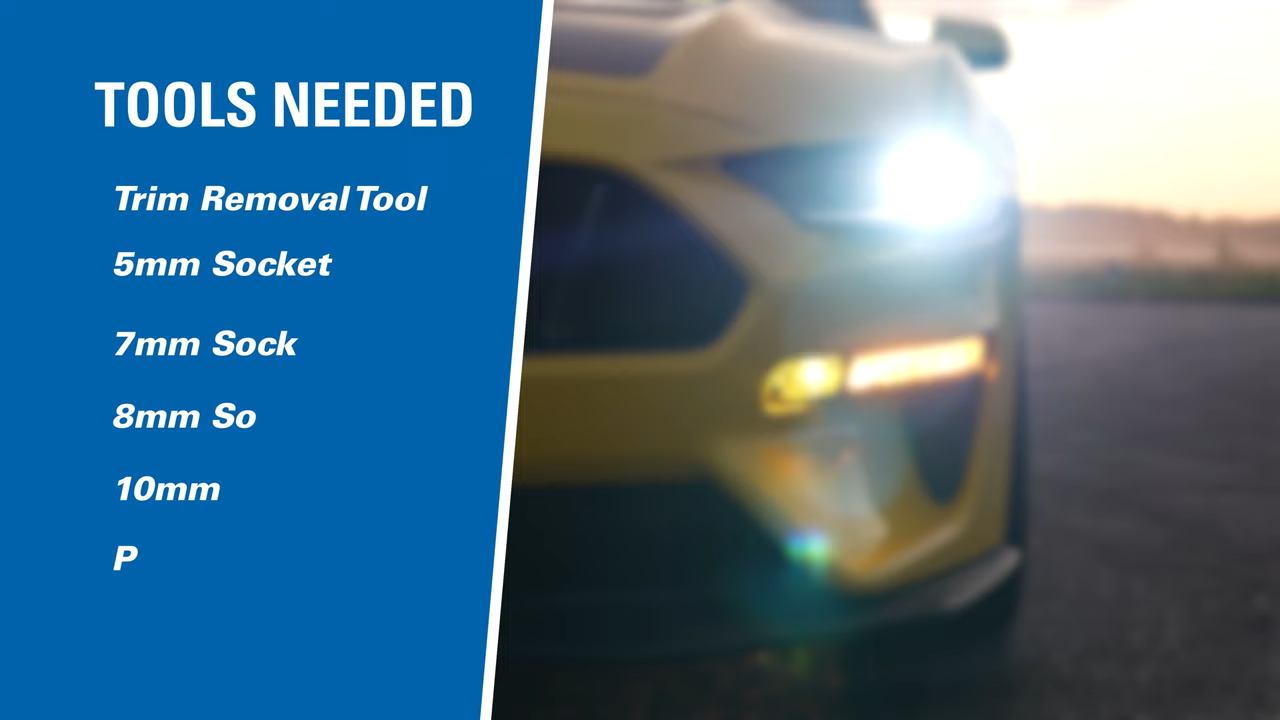 TOOLS NEEDED
Trim Removal Tool
5mm Socket
7mm Sock
8mm So
10mm
P